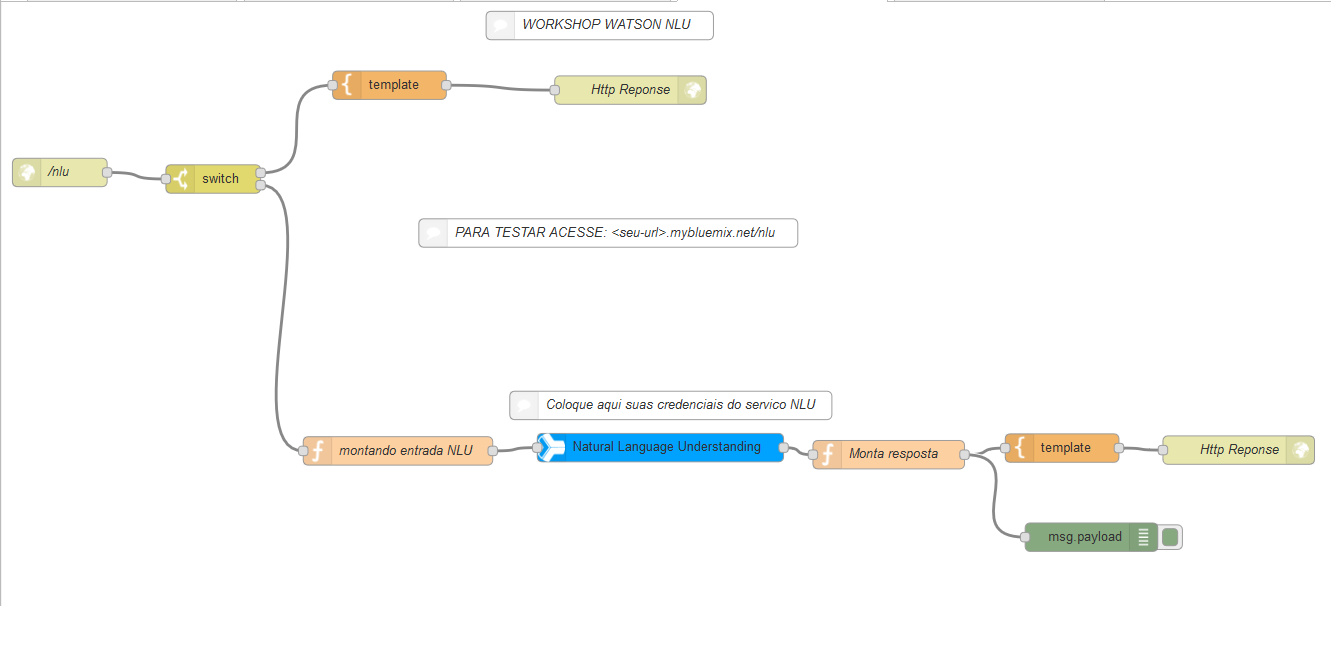 WORKSHOP WATSON NLU
template
Http Reponse
/nlu
switch
PARA TESTAR ACESSE: <seu-url>.mybluemix.net/nlu
Coloque aqui suas credenciais do servico NLU
montando entrada NLU
Natural Language Understanding
Monta resposta
template
Http Reponse
msg.payload